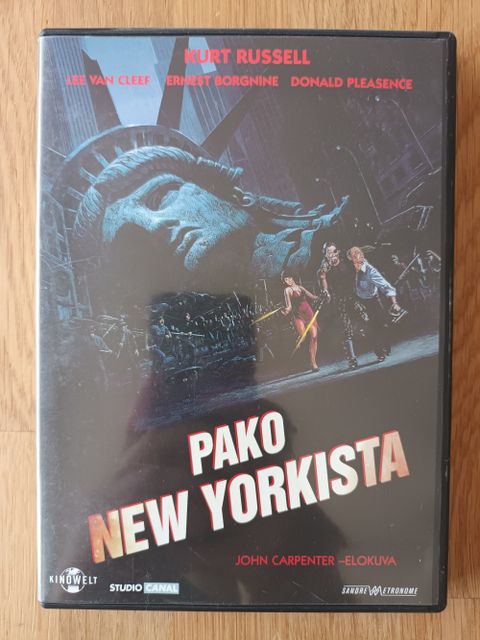 KURT RUSSELL
LEE VAN CLEEF ERNEST BORGNINE DONALD PLEASENCE
PAKO
NEW YORKISTA
JOHN CARPENTER –ELOKUVA
KINOWELT
STUDIO CANAL
SANDREW METRONOME